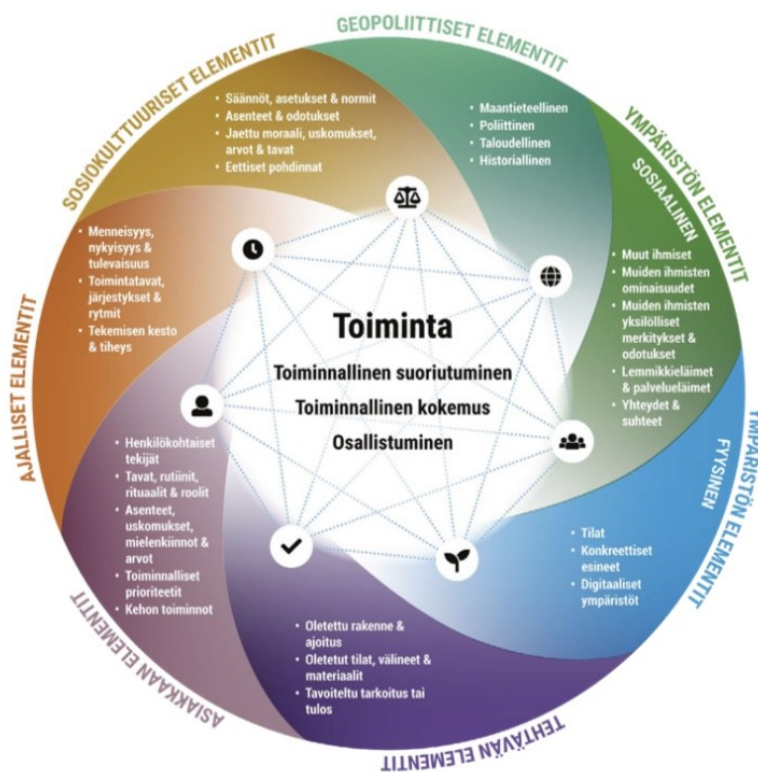 GEOPOLIITTISET ELEMENTIT
• Maantieteellinen
• Poliittinen
• Taloudellinen
• Historiallinen
YMPÄRISTÖN ELEMENTIT
SOSIAALINEN
• Muut ihmiset
• Muiden ihmisten
ominaisuudet
• Muiden ihmisten
yksilölliset
merkitykset &
odotukset
• Lemmikkieläimet
& palvelueläimet
• Yhteydet &
suhteet
YMPÄRISTÖN ELEMENTIT
FYYSINEN
• Tilat
• Konkreettiset
esineet
• Digitaaliset
ympäristöt
TEHTÄVÄN ELEMENTIT
• Oletettu rakenne &
ajoitus
• Oletetut tilat, välineet &
materiaalit
• Tavoiteltu tarkoitus tai
tulos
ASIAKKAAN ELEMENTIT
• Henkilökohtaiset
tekijät
• Tavat, rutiinit,
rituaalit & roolit
• Asenteet,
uskomukset,
mielenkiinnot &
arvot
• Toiminnalliset
prioriteetit
• Kehon toiminnot
AJALLISET ELEMENTIT
• Menneisyys,
nykyisyys &
tulevaisuus
• Toimintatavat,
järjestykset &
rytmit
• Tekemisen kesto
& tiheys
SOSIOKULTTUURISET ELEMENTIT
• Säännöt, asetukset & normit
• Asenteet & odotukset
• Jaettu moraali, uskomukset,
arvot & tavat
• Eettiset pohdinnat
Toiminta
Toiminnallinen suoriutuminen
Toiminnallinen kokemus
Osallistuminen